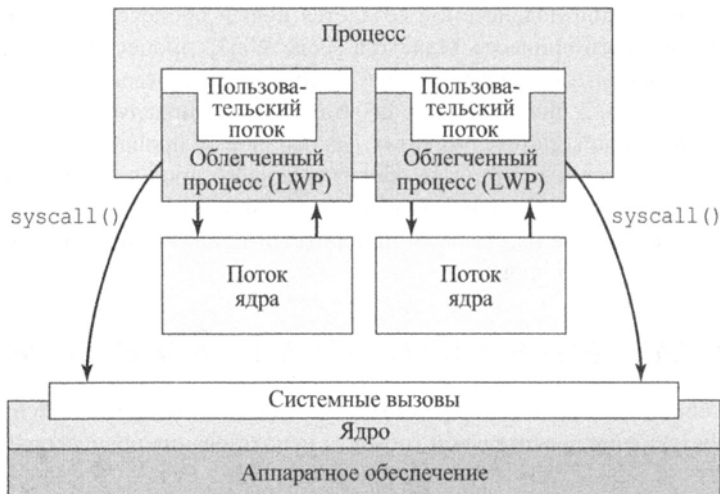 Процесс
Пользова-
тельский
поток
Пользова-
тельский
поток
Облегченный
процесс (LWP)
Облегченный
процесс (LWP)
syscall()
syscall()
Поток
ядра
Поток
ядра
Системные вызовы
Ядро
Аппаратное обеспечение